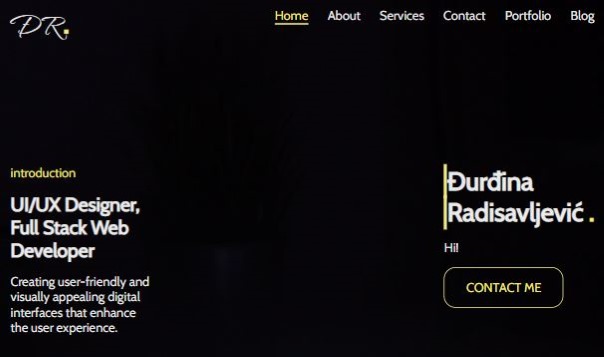 ĐR.
Home About Services Contact Portfolio Blog
introduction
UI/UX Designer,
Full Stack Web
Developer
Creating user-friendly and
visually appealing digital
interfaces that enhance
the user experience.
Đurđina
Radisavljević .
Hi!
CONTACT ME